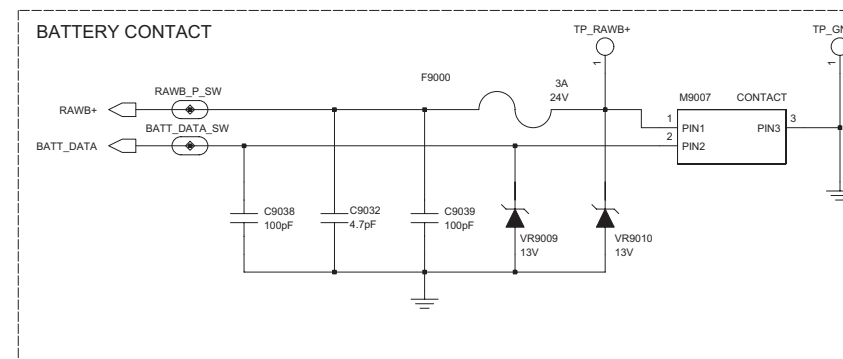 BATTERY CONTACT
TP_RAWB+
1
TP_GN
1
F9000
3A
24V
RAWB_P_SW
RAWB+
BATT_DATA_SW
BATT_DATA
M9007 CONTACT
1
PIN1
2
PIN2
PIN3
3
C9038
100pF
C9032
4.7pF
C9039
100pF
VR9009
13V
VR9010
13V